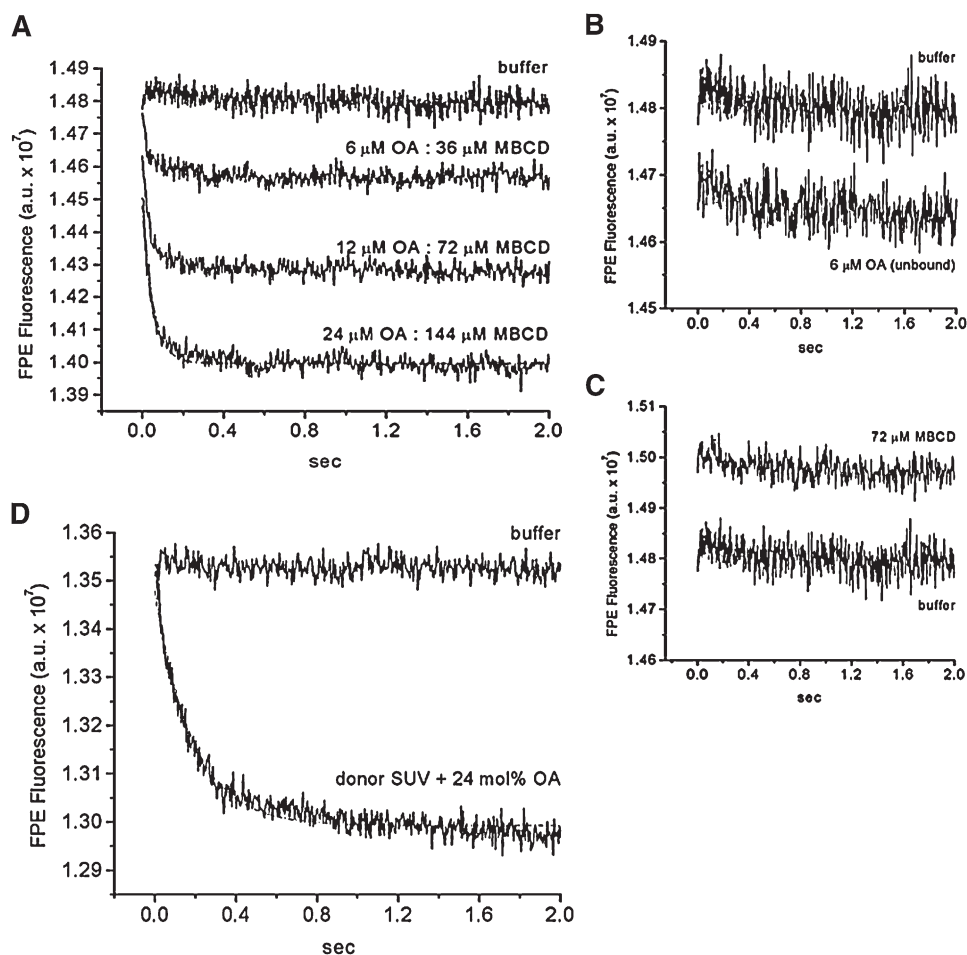 A
FPE Fluorescence (a.u. x 10⁷)
1.49
1.48
1.47
1.46
1.45
1.44
1.43
1.42
1.41
1.40
1.39
buffer
6 µM OA : 36 µM MBCD
12 µM OA : 72 µM MBCD
24 µM OA : 144 µM MBCD
0.0 0.4 0.8 1.2 1.6 2.0
sec
B
FPE Fluorescence (a.u. x 10⁷)
1.49
1.48
1.47
1.46
1.45
buffer
6 µM OA (unbound)
0.0 0.4 0.8 1.2 1.6 2.0
sec
C
FPE Fluorescence (a.u. x 10⁷)
1.51
1.50
1.49
1.48
1.47
1.46
72 µM MBCD
buffer
0.0 0.4 0.8 1.2 1.6 2.0
sec
D
FPE Fluorescence (a.u. x 10⁷)
1.36
1.35
1.34
1.33
1.32
1.31
1.30
1.29
buffer
donor SUV + 24 mol% OA
0.0 0.4 0.8 1.2 1.6 2.0
sec